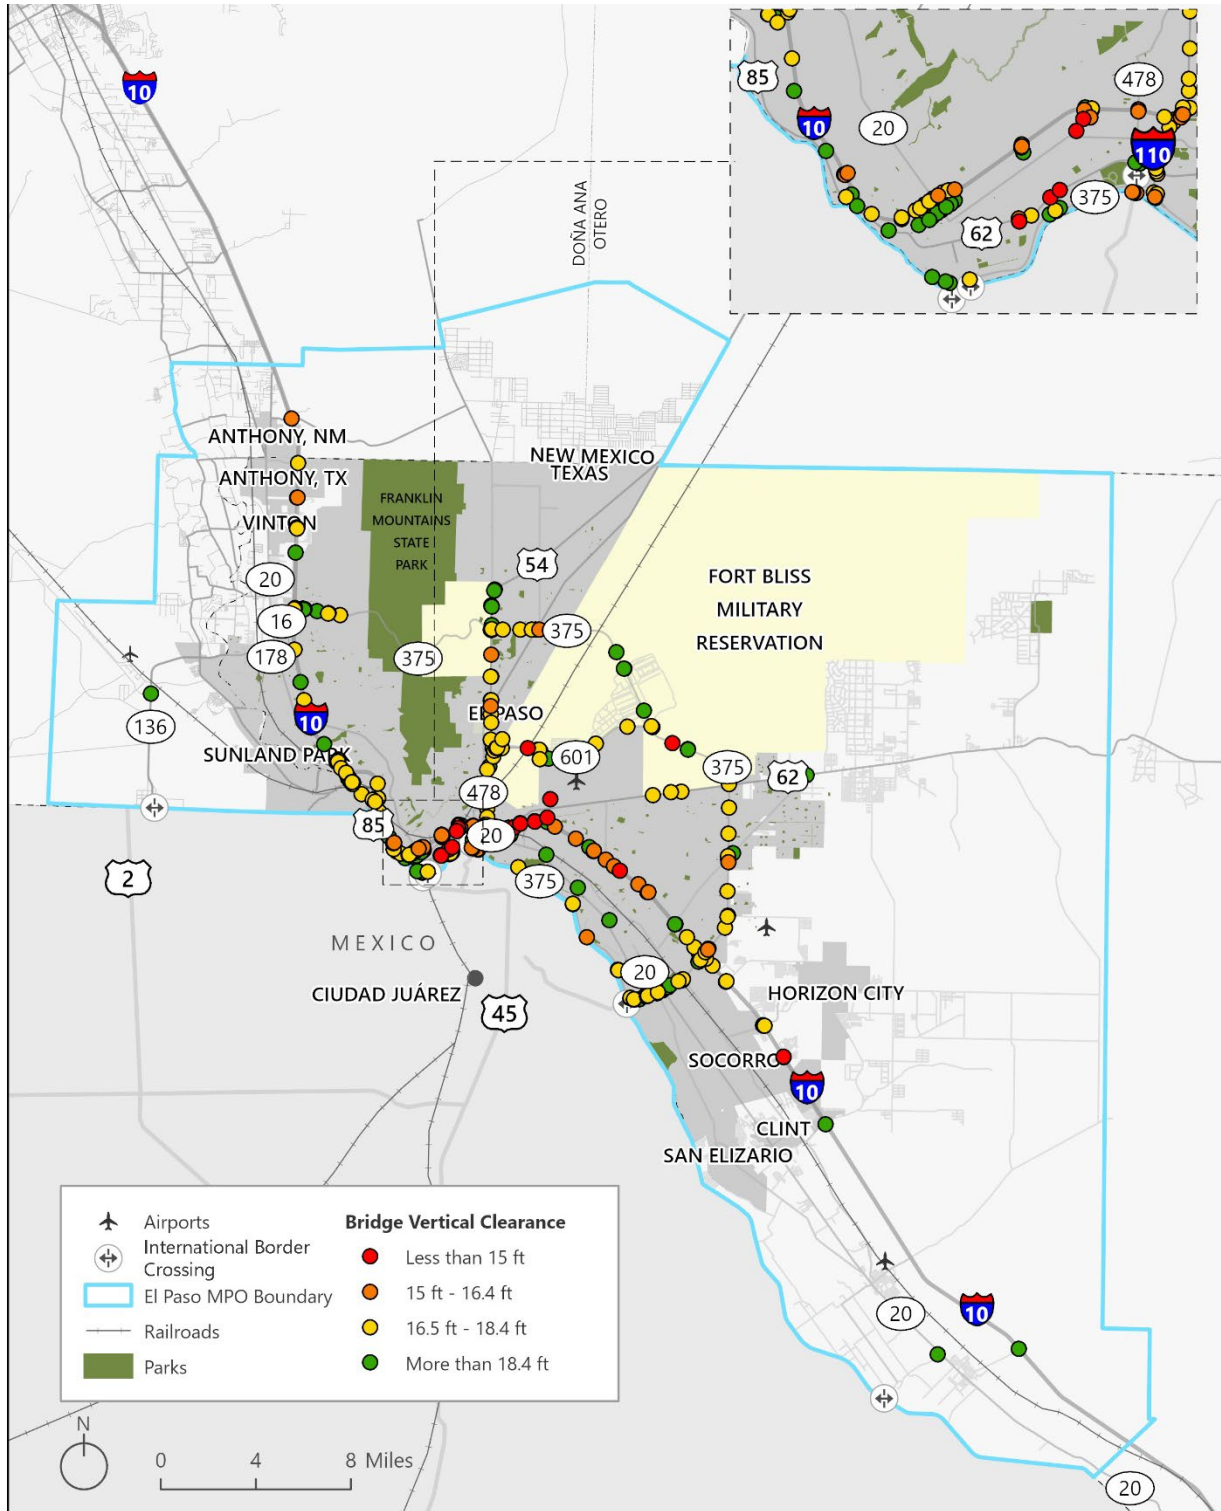 10
85
10
20
478
110
375
62
DOÑA ANA
OTERO
ANTHONY, NM
NEW MEXICO
TEXAS
ANTHONY, TX
VINTON
FRANKLIN
MOUNTAINS
STATE
PARK
54
FORT BLISS
MILITARY
RESERVATION
20
16
375
178
375
136
10
EL PASO
SUNLAND PARK
601
375
62
478
85
20
2
375
MEXICO
20
CIUDAD JUÁREZ
45
HORIZON CITY
SOCORRO
10
CLINT
SAN ELIZARIO
Airports
International Border
Crossing
El Paso MPO Boundary
Railroads
Parks
Bridge Vertical Clearance
Less than 15 ft
15 ft - 16.4 ft
16.5 ft - 18.4 ft
More than 18.4 ft
20
10
N
0 4 8 Miles
20